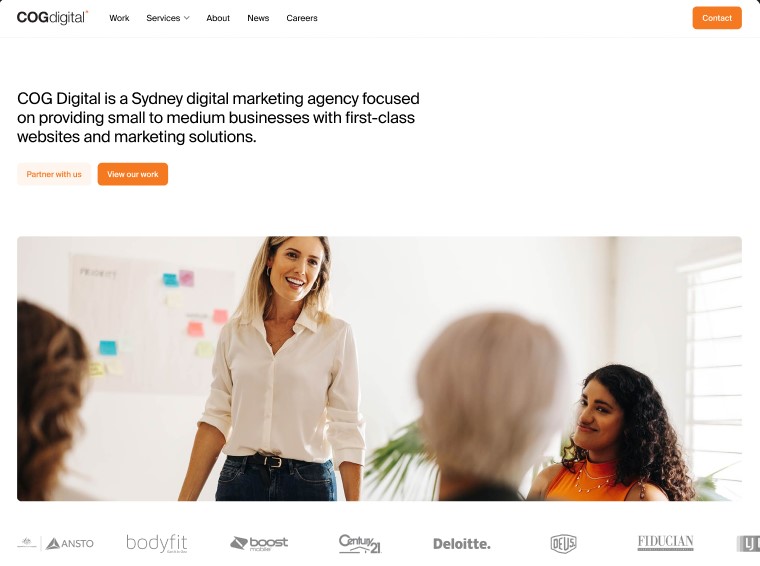 COGdigital
Work Services About News Careers
Contact
COG Digital is a Sydney digital marketing agency focused
on providing small to medium businesses with first-class
websites and marketing solutions.
Partner with us
View our work
PRIORITY
ANSTO
bodyfit
boost
mobile
Century
21
Deloitte.
DEUS
FIDUCIAN